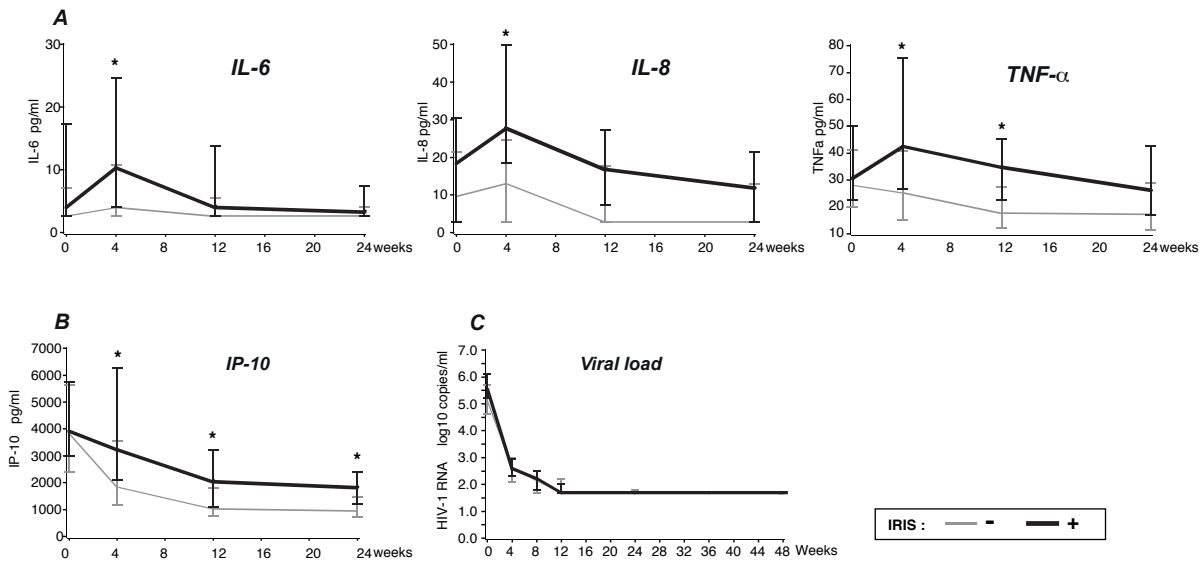 A
IL-6
IL-6 pg/ml
30
20
10
0
*
0 4 8 12 16 20 24 weeks
IL-8
IL-8 pg/ml
50
40
30
20
10
0
*
0 4 8 12 16 20 24 weeks
TNF-α
TNFa pg/ml
80
70
60
50
40
30
20
10
*
*
0 4 8 12 16 20 24 weeks
B
IP-10
IP-10 pg/ml
7000
6000
5000
4000
3000
2000
1000
0
*
*
*
0 4 8 12 16 20 24 weeks
C
Viral load
HIV-1 RNA log10 copies/ml
7.0
6.0
5.0
4.0
3.0
2.0
1.0
0.0
0 4 8 12 16 20 24 28 32 36 40 44 48 Weeks
IRIS : - +